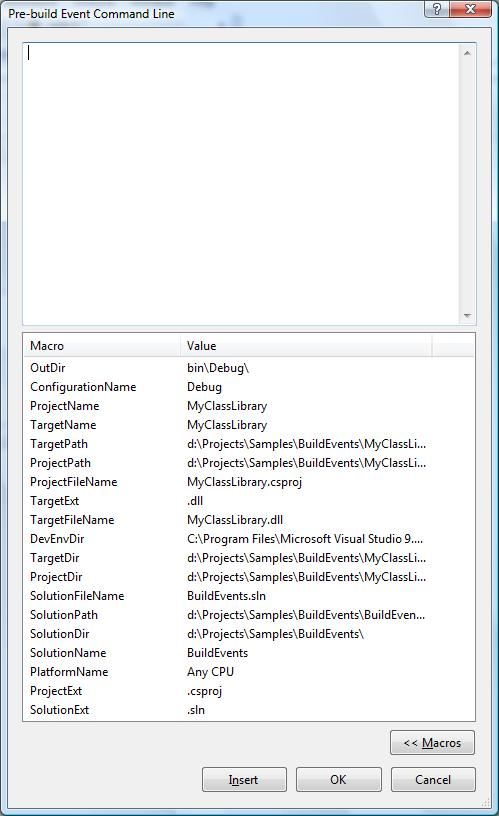 Pre-build Event Command Line
Macro Value
OutDir bin\Debug\
ConfigurationName Debug
ProjectName MyClassLibrary
TargetName MyClassLibrary
TargetPath d:\Projects\Samples\BuildEvents\MyClassLi...
ProjectPath d:\Projects\Samples\BuildEvents\MyClassLi...
ProjectFileName MyClassLibrary.csproj
TargetExt .dll
TargetFileName MyClassLibrary.dll
DevEnvDir C:\Program Files\Microsoft Visual Studio 9....
TargetDir d:\Projects\Samples\BuildEvents\MyClassLi...
ProjectDir d:\Projects\Samples\BuildEvents\MyClassLi...
SolutionFileName BuildEvents.sln
SolutionPath d:\Projects\Samples\BuildEvents\BuildEven...
SolutionDir d:\Projects\Samples\BuildEvents\
SolutionName BuildEvents
PlatformName Any CPU
ProjectExt .csproj
SolutionExt .sln
<< Macros
Insert OK Cancel